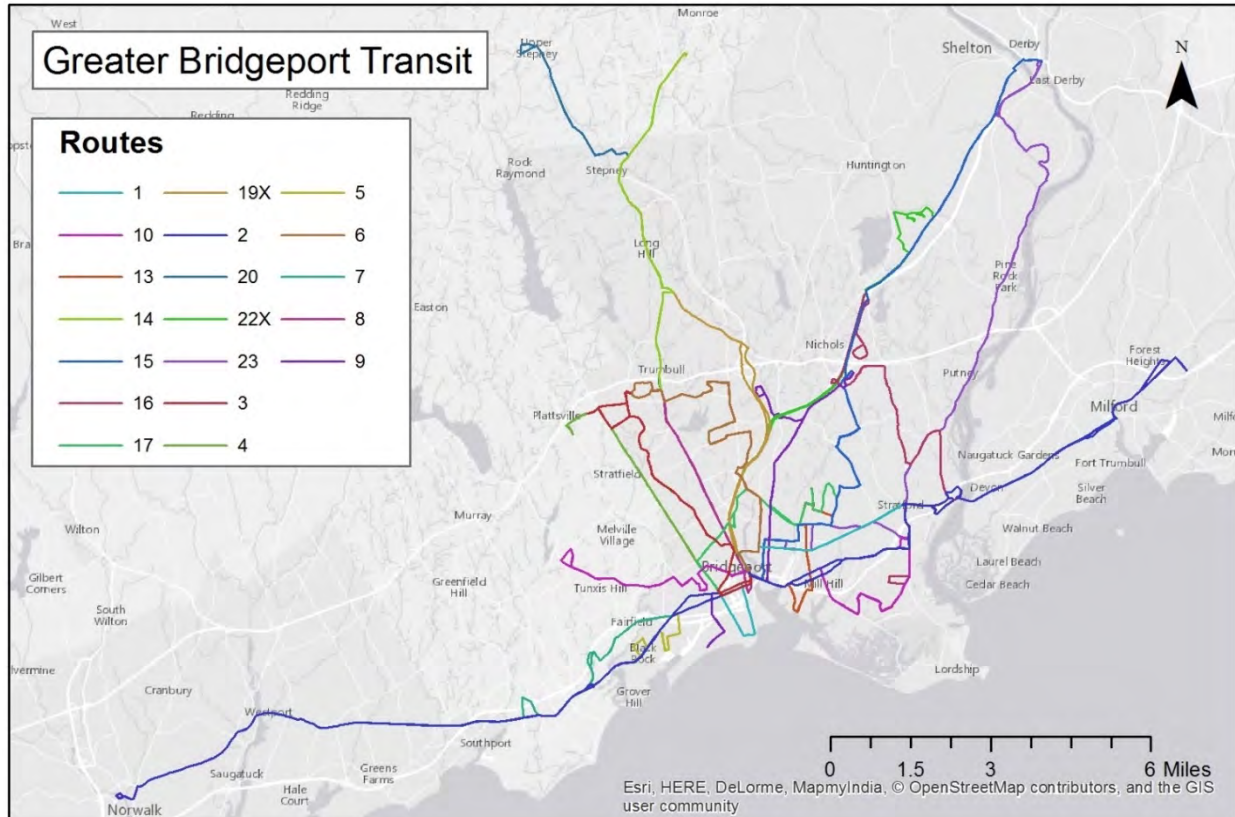 Greater Bridgeport Transit
Routes
1 19X 5
10 2 6
13 20 7
14 22X 8
15 23 9
16 3
17 4
West
Monroe
Upper
Stepney
Shelton
Derby
N
East Derby
Redding
Ridge
Redding
Rock
Raymond
Stepney
Huntington
Long
Hill
Pine
Rock
Park
Easton
Nichols
Forest
Heights
Trumbull
Putney
Plattsville
Milford
Stratfield
Naugatuck Gardens
Fort Trumbull
Devon
Silver
Beach
Stratford
Murray
Melville
Village
Walnut Beach
Wilton
Bridgeport
Laurel Beach
Gilbert
Corners
Greenfield
Hill
Tunxis Hill
Mill Hill
Cedar Beach
South
Wilton
Fairfield
Black
Rock
Lordship
Cranbury
Grover
Hill
Westport
Southport
Saugatuck
Greens
Farms
Hale
Court
Norwalk
0 1.5 3 6 Miles
Esri, HERE, DeLorme, MapmyIndia, © OpenStreetMap contributors, and the GIS
user community